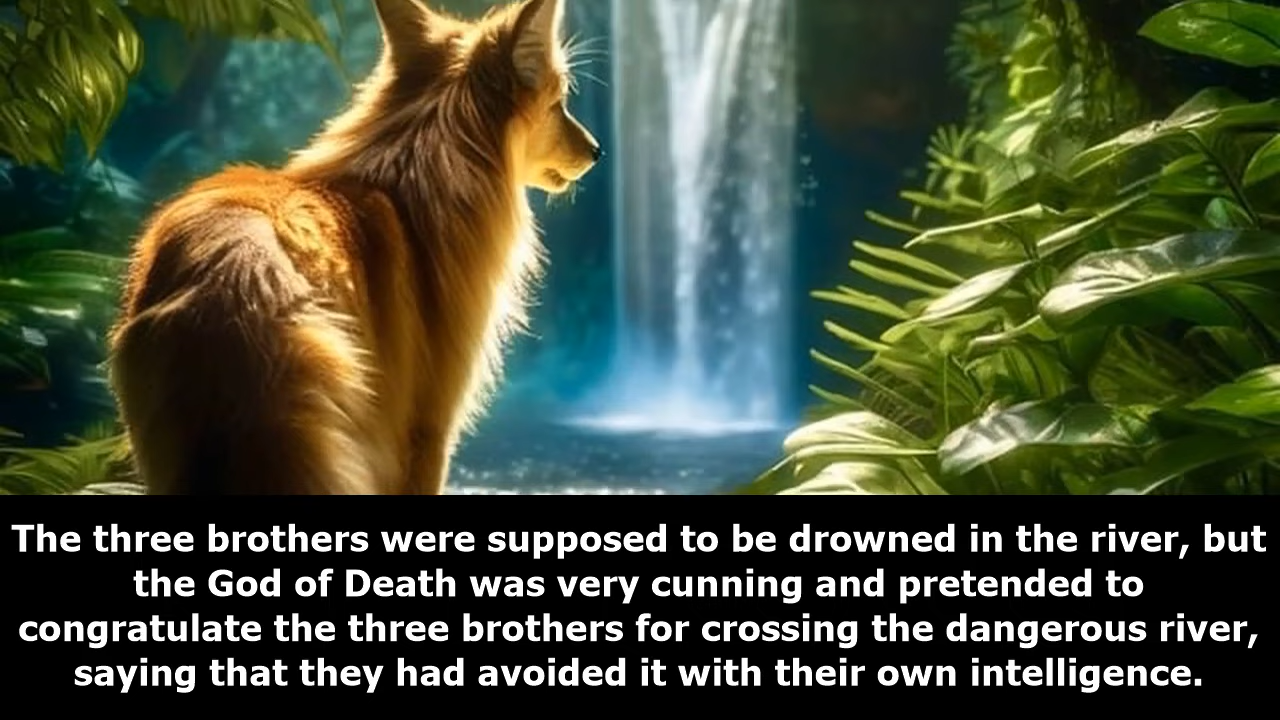 The three brothers were supposed to be drowned in the river, but
the God of Death was very cunning and pretended to
congratulate the three brothers for crossing the dangerous river,
saying that they had avoided it with their own intelligence.